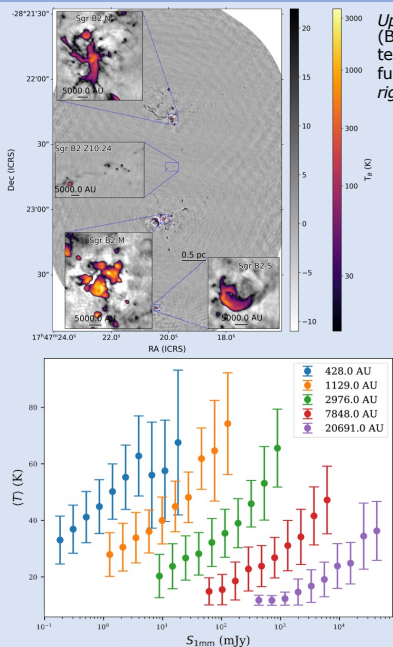 -28°21'30"
22'00"
30"
23'00"
30"
Dec (ICRS)
Sgr B2 N
5000.0 AU
Sgr B2 Z10.24
5000.0 AU
Sgr B2 M
5000.0 AU
Sgr B2 S
5000.0 AU
0.5 pc
17ʰ47ᵐ24.0ˢ 22.0ˢ 20.0ˢ 18.0ˢ
RA (ICRS)
20
15
10
5
0
−5
−10
3000
1000
300
100
30
T_B (K)
Up
(B
te
fu
rig
428.0 AU
1129.0 AU
2976.0 AU
7848.0 AU
20691.0 AU
80
60
40
20
⟨T⟩ (K)
10⁻¹ 10⁰ 10¹ 10² 10³ 10⁴
S₁mm (mJy)